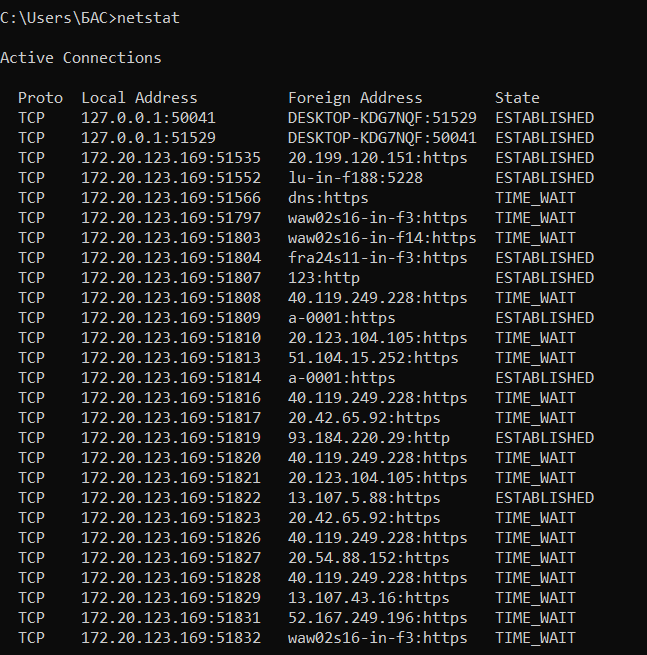 C:\Users\БАС>netstat
Active Connections
Proto Local Address Foreign Address State
TCP 127.0.0.1:50041 DESKTOP-KDG7NQF:51529 ESTABLISHED
TCP 127.0.0.1:51529 DESKTOP-KDG7NQF:50041 ESTABLISHED
TCP 172.20.123.169:51535 20.199.120.151:https ESTABLISHED
TCP 172.20.123.169:51552 lu-in-f188:5228 ESTABLISHED
TCP 172.20.123.169:51566 dns:https TIME_WAIT
TCP 172.20.123.169:51797 waw02s16-in-f3:https TIME_WAIT
TCP 172.20.123.169:51803 waw02s16-in-f14:https TIME_WAIT
TCP 172.20.123.169:51804 fra24s11-in-f3:https ESTABLISHED
TCP 172.20.123.169:51807 123:http ESTABLISHED
TCP 172.20.123.169:51808 40.119.249.228:https TIME_WAIT
TCP 172.20.123.169:51809 a-0001:https ESTABLISHED
TCP 172.20.123.169:51810 20.123.104.105:https TIME_WAIT
TCP 172.20.123.169:51813 51.104.15.252:https TIME_WAIT
TCP 172.20.123.169:51814 a-0001:https ESTABLISHED
TCP 172.20.123.169:51816 40.119.249.228:https TIME_WAIT
TCP 172.20.123.169:51817 20.42.65.92:https TIME_WAIT
TCP 172.20.123.169:51819 93.184.220.29:http ESTABLISHED
TCP 172.20.123.169:51820 40.119.249.228:https TIME_WAIT
TCP 172.20.123.169:51821 20.123.104.105:https TIME_WAIT
TCP 172.20.123.169:51822 13.107.5.88:https ESTABLISHED
TCP 172.20.123.169:51823 20.42.65.92:https TIME_WAIT
TCP 172.20.123.169:51826 40.119.249.228:https TIME_WAIT
TCP 172.20.123.169:51827 20.54.88.152:https TIME_WAIT
TCP 172.20.123.169:51828 40.119.249.228:https TIME_WAIT
TCP 172.20.123.169:51829 13.107.43.16:https TIME_WAIT
TCP 172.20.123.169:51831 52.167.249.196:https TIME_WAIT
TCP 172.20.123.169:51832 waw02s16-in-f3:https TIME_WAIT